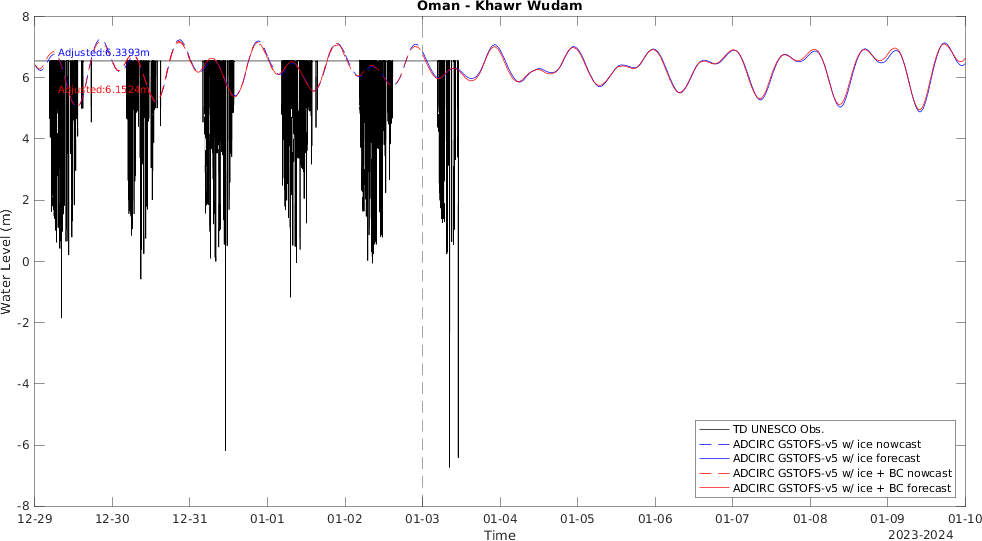 Oman - Khawr Wudam
Water Level (m)
8
6
4
2
0
-2
-4
-6
-8
Adjusted:6.3393m
Adjusted:6.1524m
TD UNESCO Obs.
ADCIRC GSTOFS-v5 w/ ice nowcast
ADCIRC GSTOFS-v5 w/ ice forecast
ADCIRC GSTOFS-v5 w/ ice + BC nowcast
ADCIRC GSTOFS-v5 w/ ice + BC forecast
12-29 12-30 12-31 01-01 01-02 01-03 01-04 01-05 01-06 01-07 01-08 01-09 01-10
Time
2023-2024